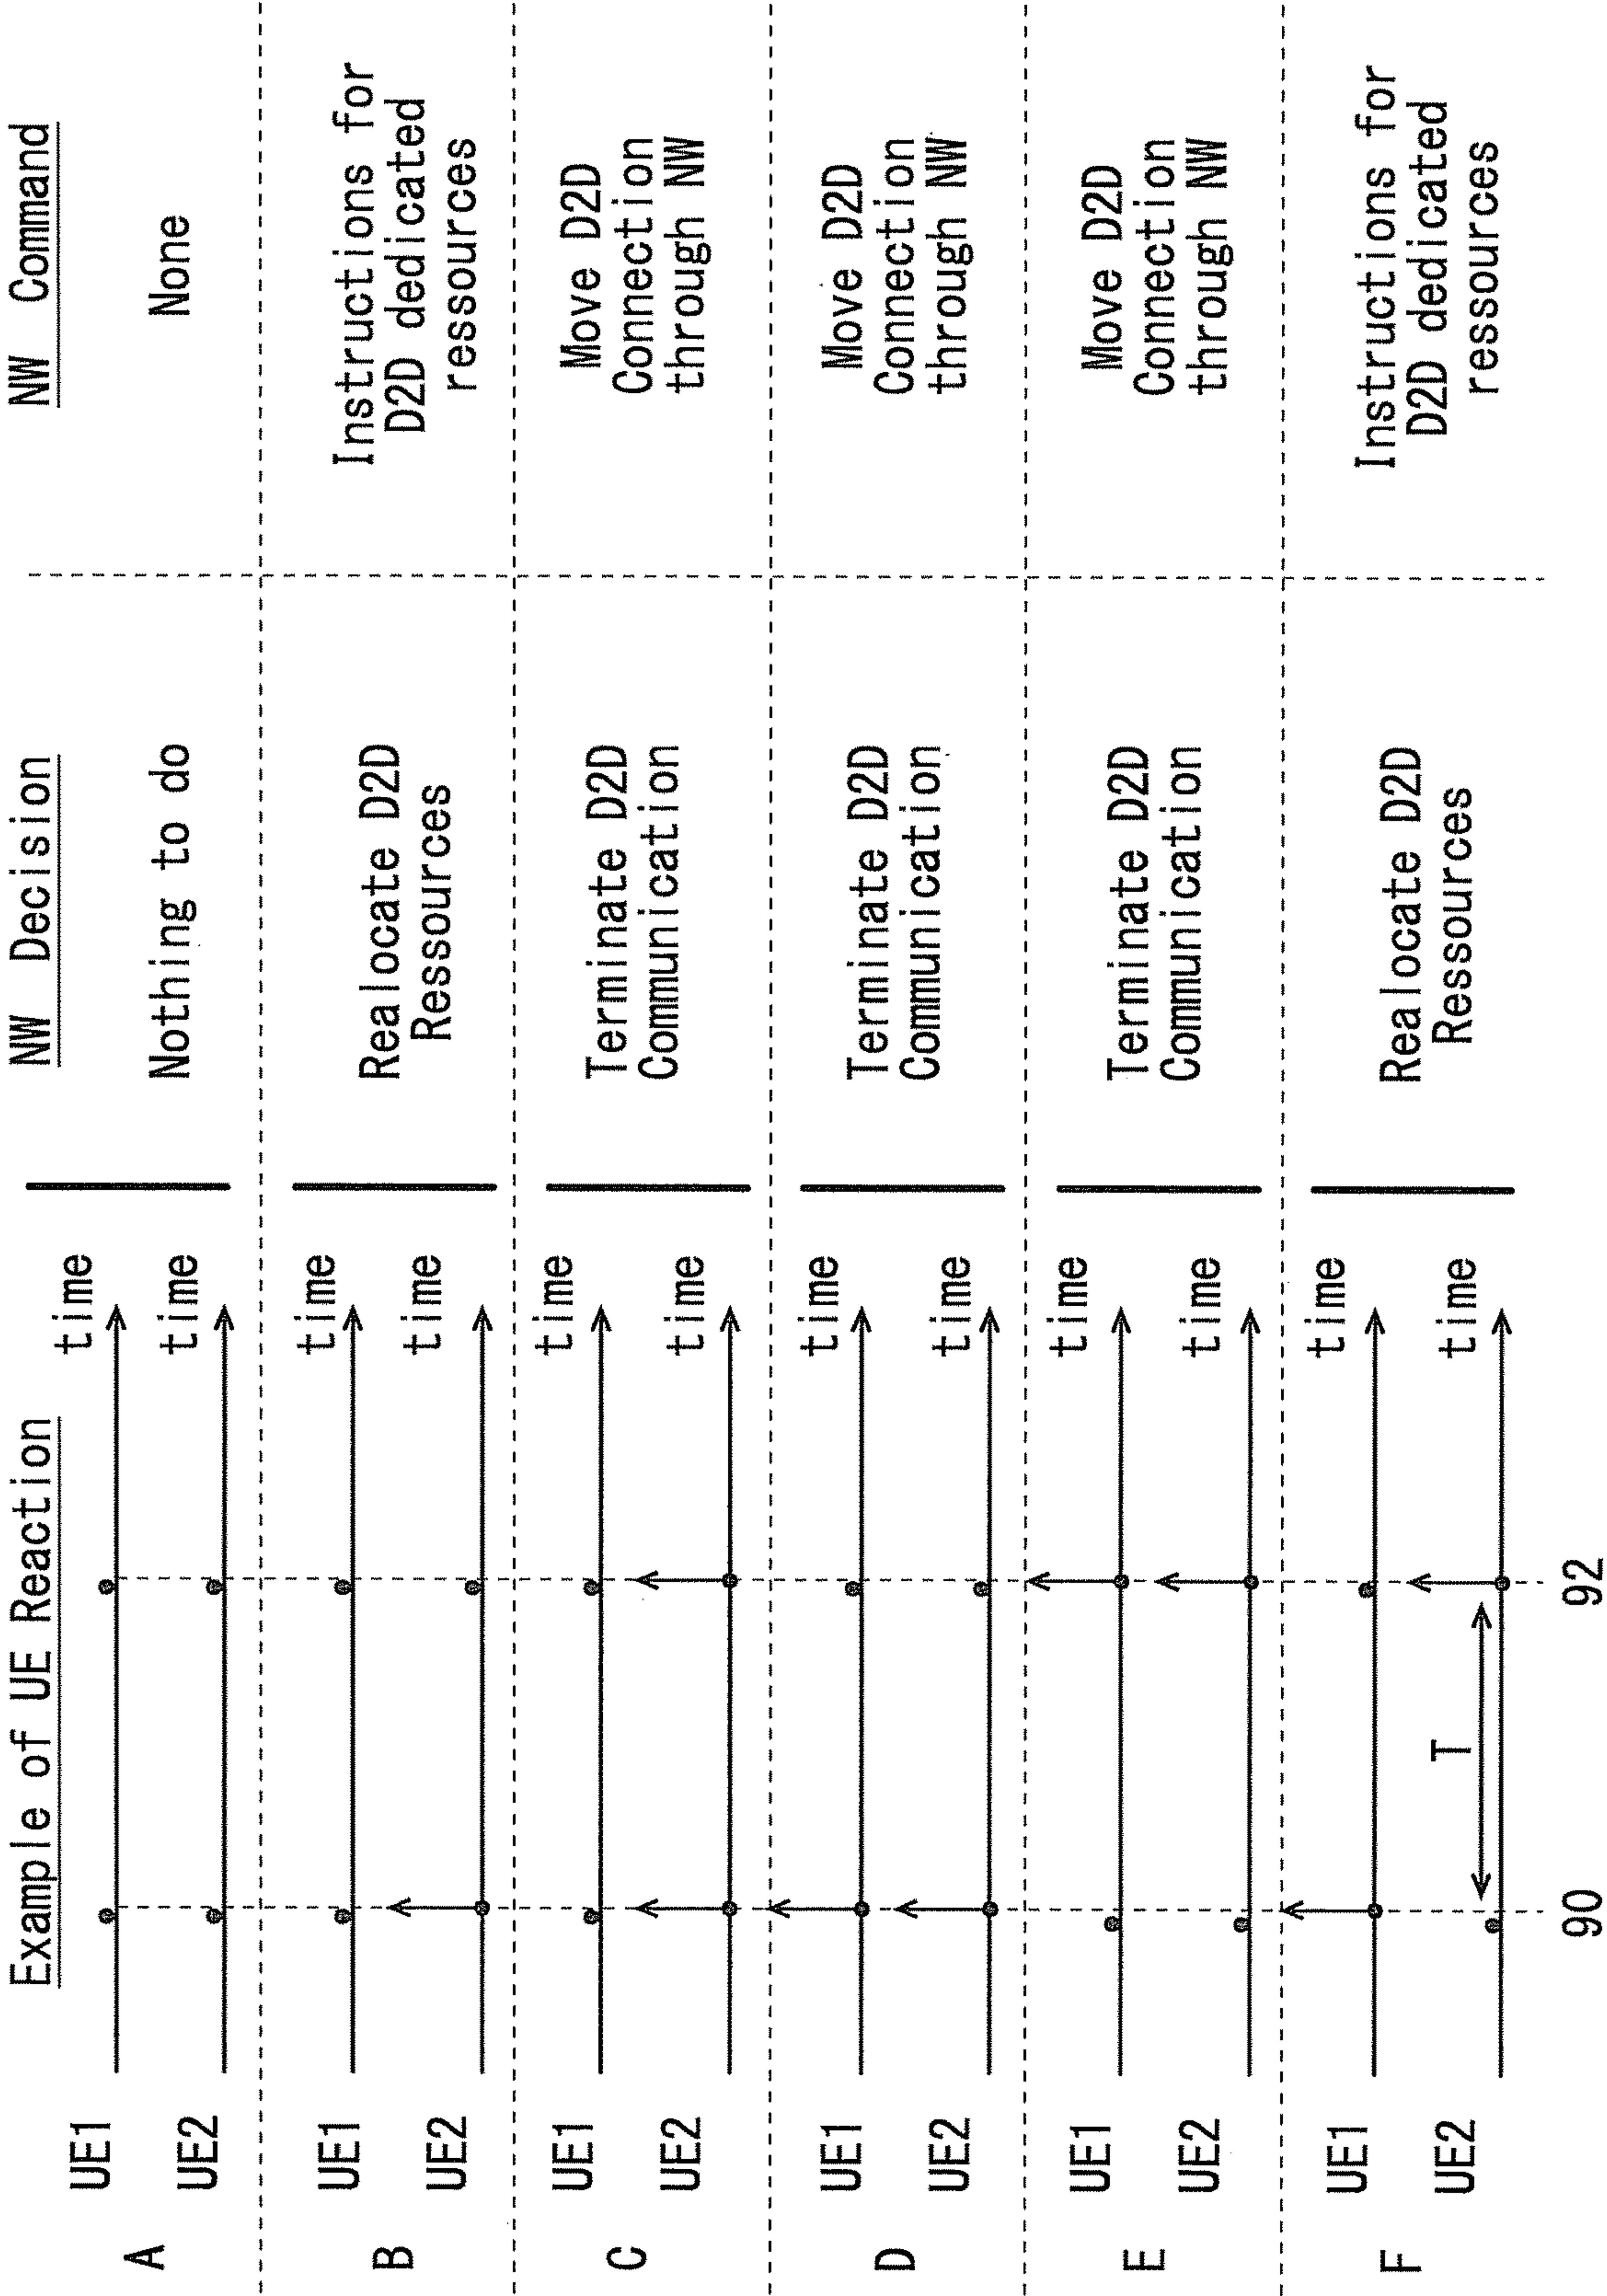 Example of UE Reaction
NW Decision
NW Command
A
UE1
time
UE2
time
Nothing to do
None
B
UE1
time
UE2
time
Realocate D2D
Ressources
Instructions for
D2D dedicated
ressources
C
UE1
time
UE2
time
Terminate D2D
Communication
Move D2D
Connection
through NW
D
UE1
time
UE2
time
Terminate D2D
Communication
Move D2D
Connection
through NW
E
UE1
time
UE2
time
Terminate D2D
Communication
Move D2D
Connection
through NW
F
UE1
time
UE2
time
T
Realocate D2D
Ressources
Instructions for
D2D dedicated
ressources
90
92